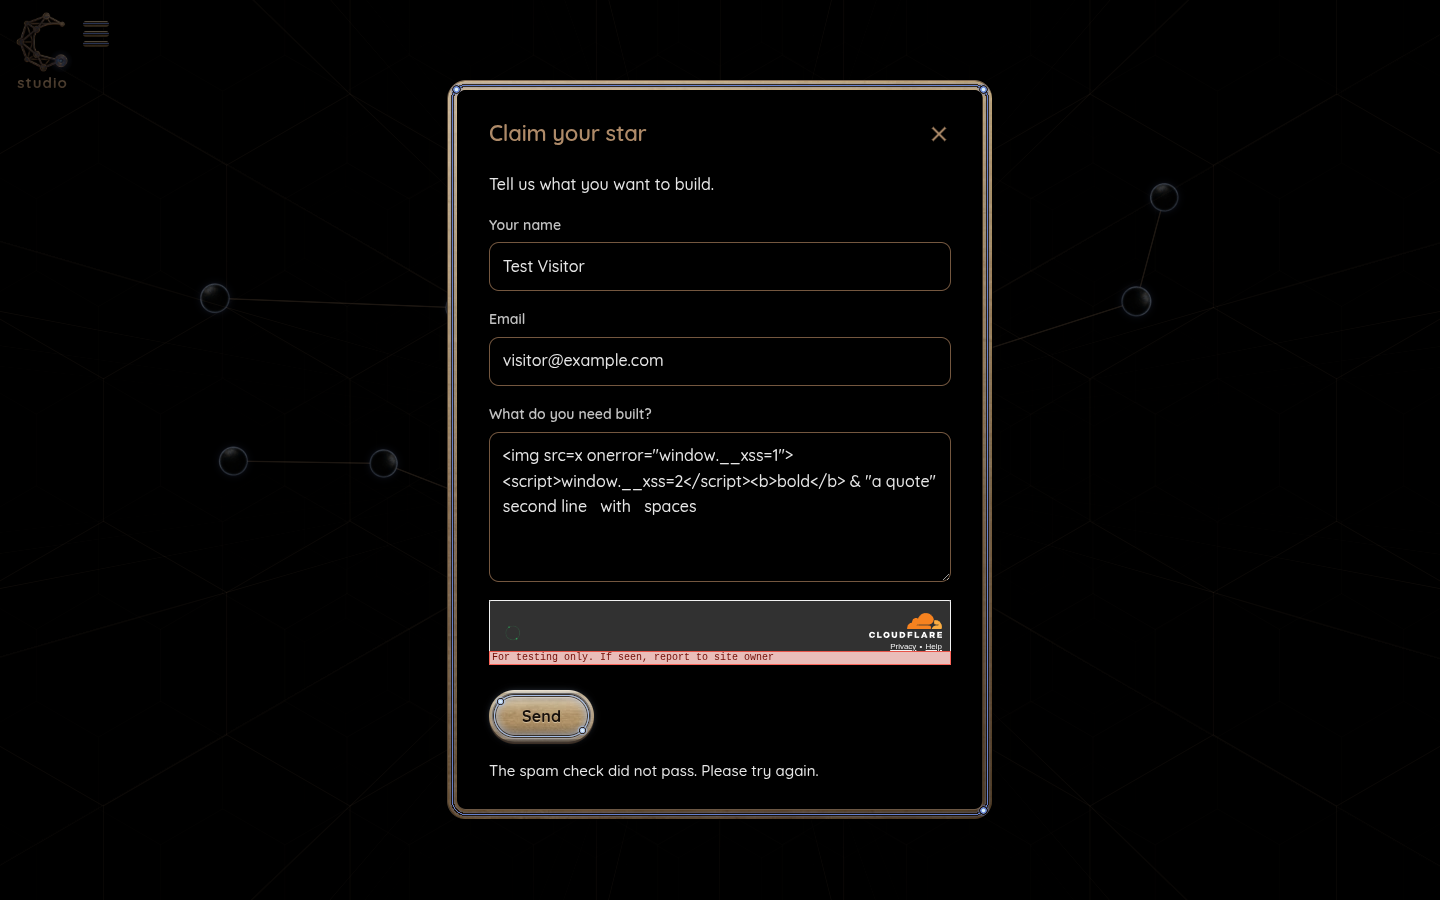 studio
Claim your star
Tell us what you want to build.
Your name
Test Visitor
Email
visitor@example.com
What do you need built?
<img src=x onerror="window.__xss=1">
<script>window.__xss=2</script><b>bold</b> & "a quote"
second line   with   spaces
CLOUDFLARE
Privacy • Help
For testing only. If seen, report to site owner
Send
The spam check did not pass. Please try again.